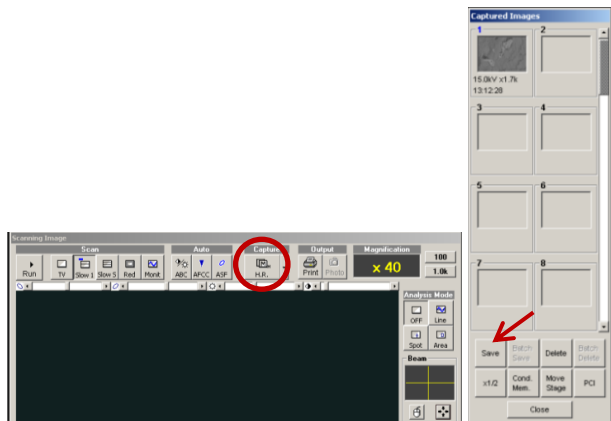 Captured Images
1 2
15.0kV x1.7k
13:12:28
3 4
5 6
7 8
Save Batch Save Delete Batch Delete
x1/2 Cond. Mem. Move Stage PCI
Close
Scanning Image
Scan Auto Capture Output Magnification
Run TV Slow 1 Slow 5 Red Mont ABC AFCC ASP H.R. Print Photo x 40 100
1.0k
Analysis Mode
OFF Line
Spot Area
Beam